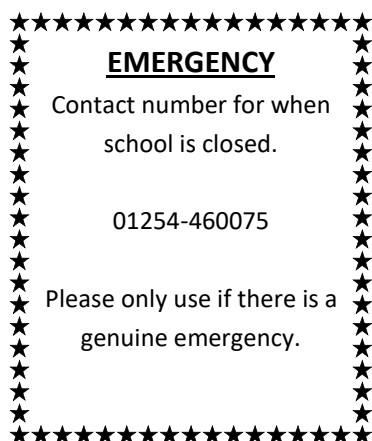 EMERGENCY
Contact number for when
school is closed.
01254-460075
Please only use if there is a
genuine emergency.